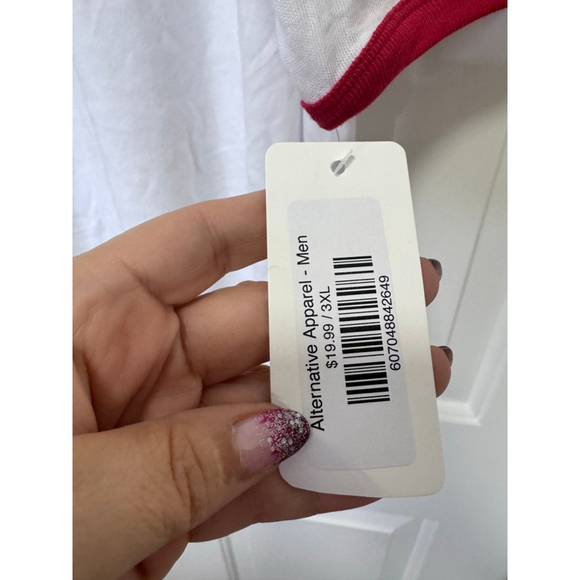 Alternative Apparel - Men
$19.99 / 3XL
607048842649